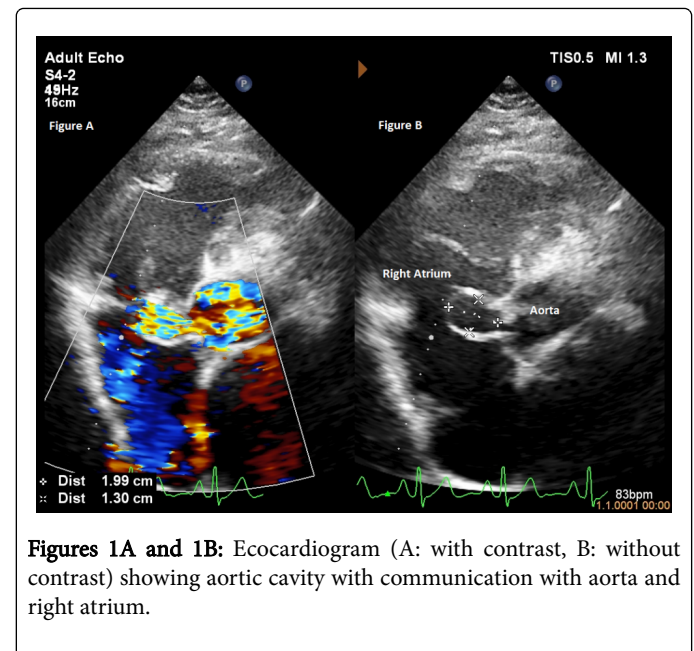 Adult Echo
TIS0.5 MI 1.3
S4-2
49Hz
16cm
P
P
Figure A
Figure B
Right Atrium
Aorta
Dist 1.99 cm
Dist 1.30 cm
83bpm
1.1.0001 00:00
Figures 1A and 1B: Ecocardiogram (A: with contrast, B: without
contrast) showing aortic cavity with communication with aorta and
right atrium.